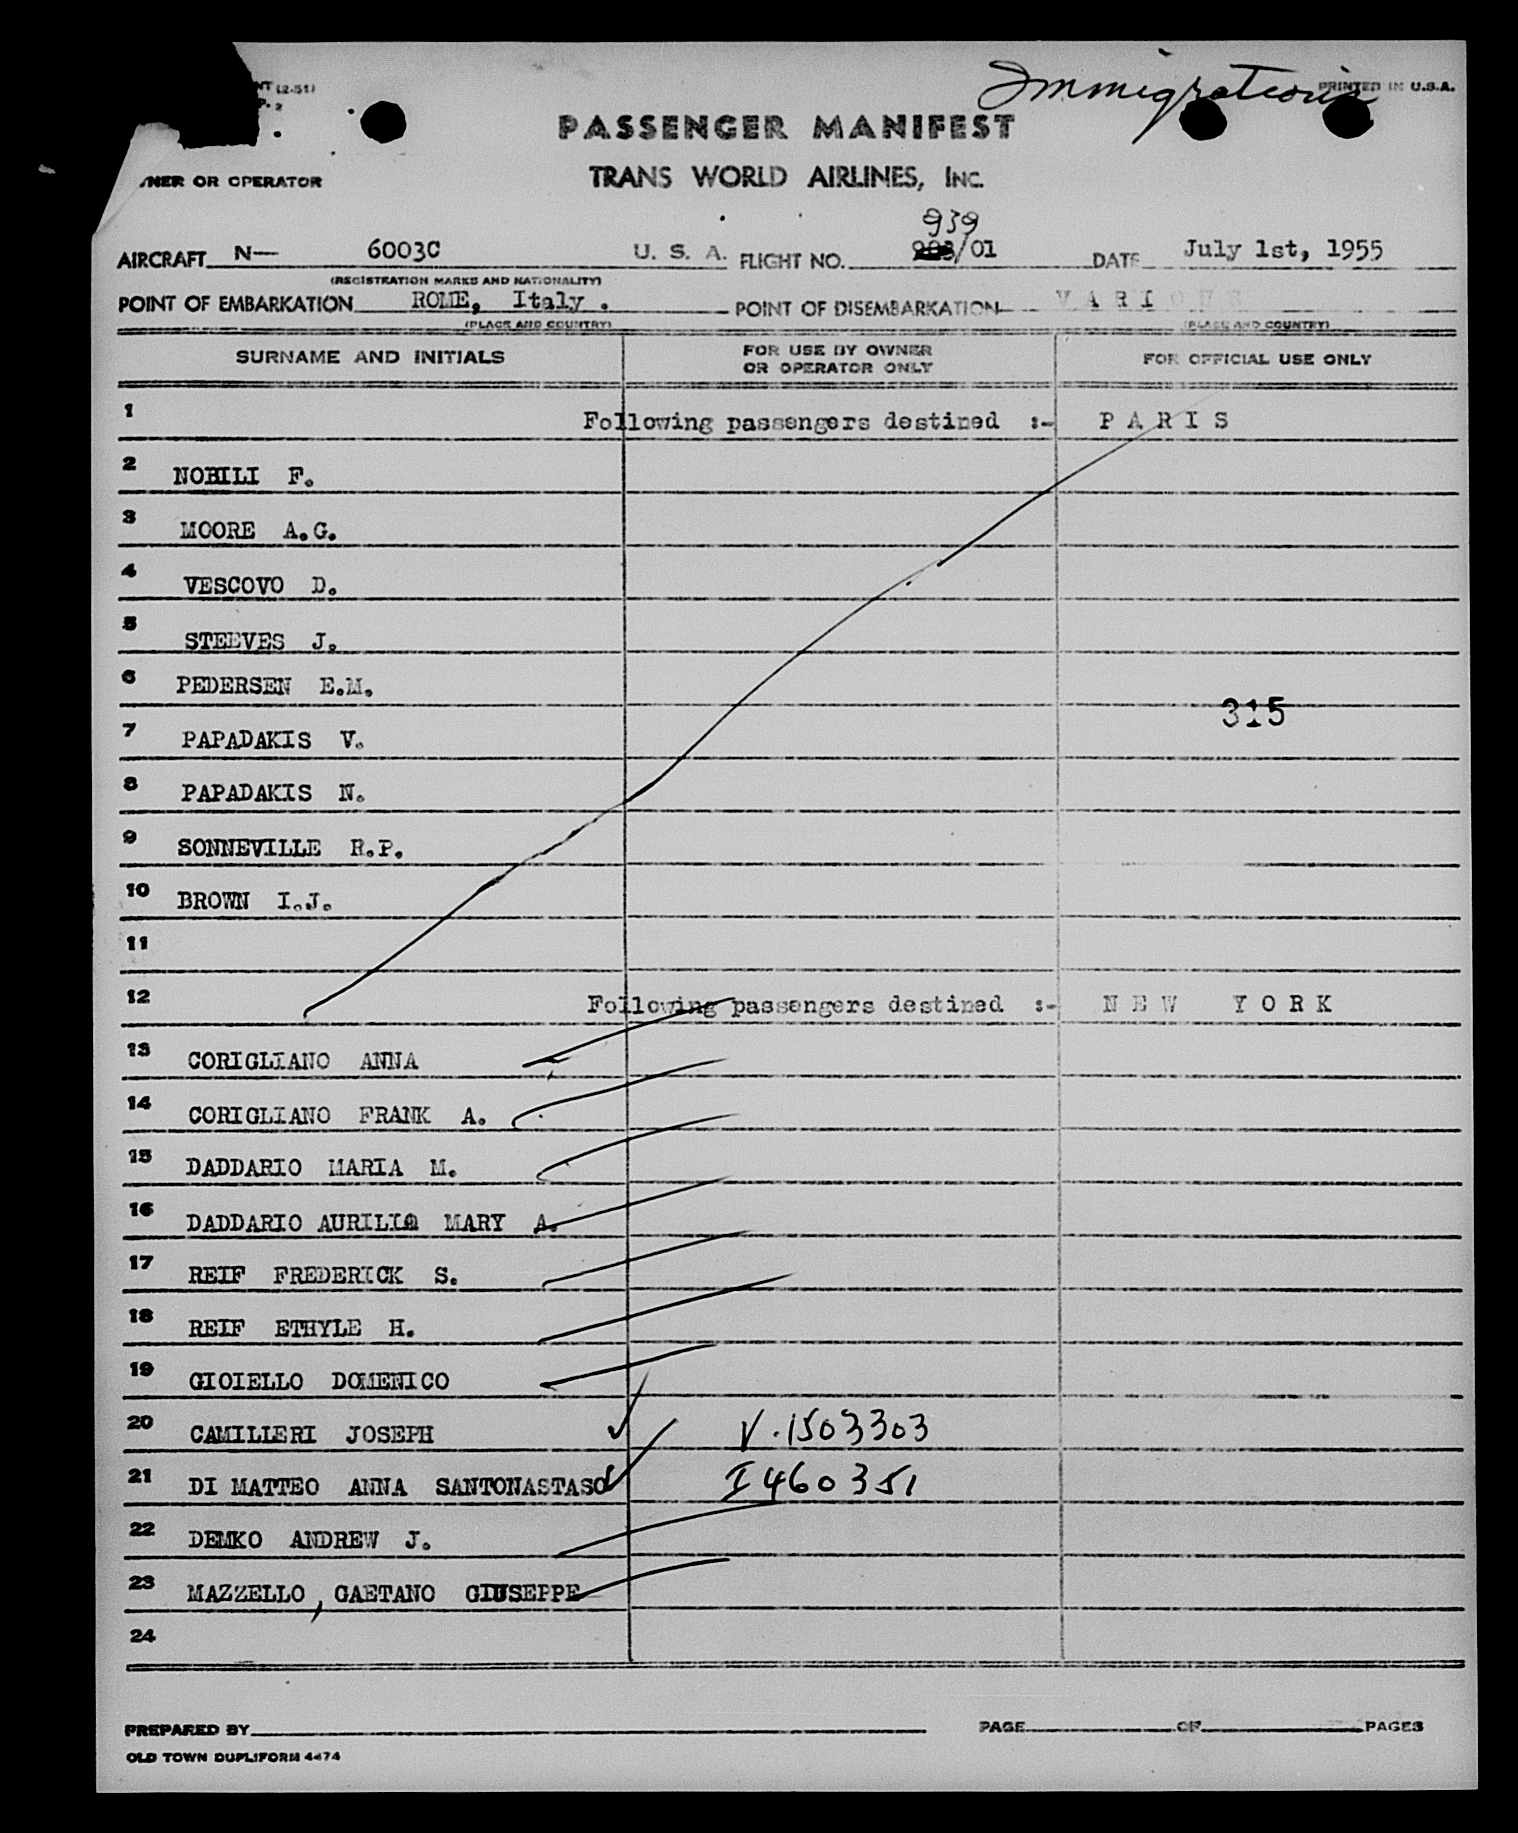 NT (2-51)
P. 2
Immigration
PRINTED IN U.S.A.
PASSENGER MANIFEST
NER OR OPERATOR
TRANS WORLD AIRLINES, INC.
939
AIRCRAFT N— 6003C U. S. A. FLIGHT NO. /01 DATE July 1st, 1955
(REGISTRATION MARKS AND NATIONALITY)
POINT OF EMBARKATION ROME, Italy . POINT OF DISEMBARKATION VARIOUS
(PLACE AND COUNTRY) (PLACE AND COUNTRY)
SURNAME AND INITIALS FOR USE BY OWNER OR OPERATOR ONLY FOR OFFICIAL USE ONLY
1 Following passengers destined :- PARIS
2 NOBILI F.
3 MOORE A.G.
4 VESCOVO D.
5 STEEVES J.
6 PEDERSEN E.M.
315
7 PAPADAKIS V.
8 PAPADAKIS N.
9 SONNEVILLE R.P.
10 BROWN I.J.
11
12 Following passengers destined :- NEW YORK
13 CORIGLIANO ANNA
14 CORIGLIANO FRANK A.
15 DADDARIO MARIA M.
16 DADDARIO AURILIA MARY A.
17 REIF FREDERICK S.
18 REIF ETHYLE H.
19 GIOIELLO DOMENICO
20 CAMILLERI JOSEPH V.1503303
21 DI MATTEO ANNA SANTONASTASO I460351
22 DEMKO ANDREW J.
23 MAZZELLO, GAETANO GIUSEPPE
24
PREPARED BY PAGE OF PAGES
OLD TOWN DUPLIFORM 4474